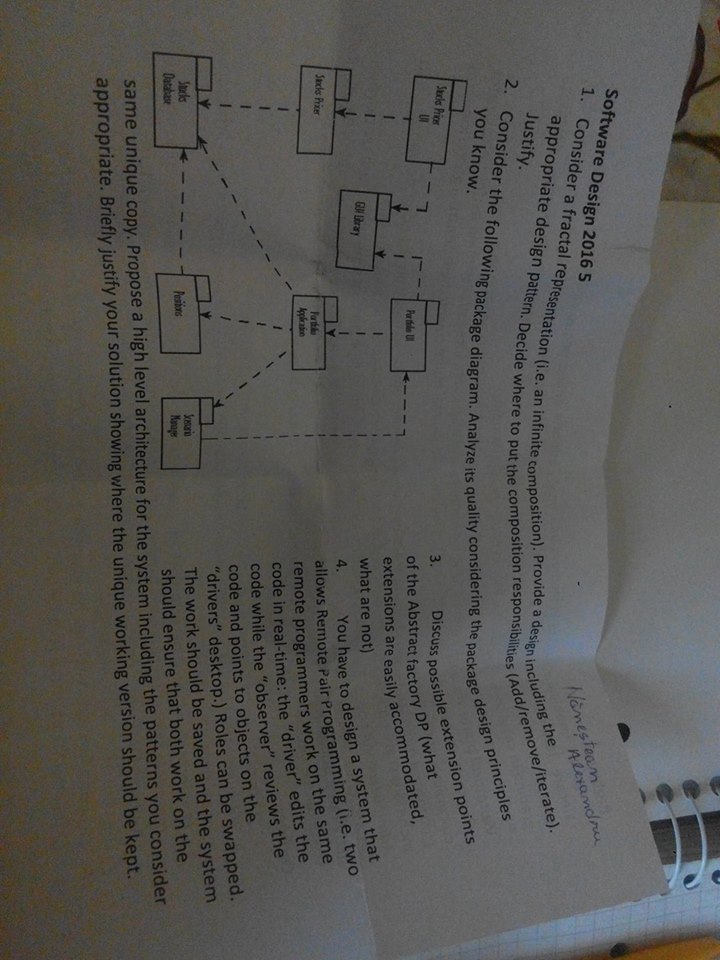 Software Design 2016 5
Năneștean
Alexandru
1. Consider a fractal representation (i.e. an infinite composition). Provide a design including the
appropriate design pattern. Decide where to put the composition responsibilities (Add/remove/iterate).
Justify.
2. Consider the following package diagram. Analyze its quality considering the package design principles
you know.
Stocks Pricer
UI
Portfolio UI
GUI Library
Stocks Pricer
Portfolio
Application
Stocks
Database
Positions
Scenario
Manager
3. Discuss possible extension points
of the Abstract factory DP (what
extensions are easily accommodated,
what are not)
4. You have to design a system that
allows Remote Pair Programming (i.e. two
remote programmers work on the same
code in real-time: the “driver” edits the
code while the “observer” reviews the
code and points to objects on the
“drivers” desktop.) Roles can be swapped.
The work should be saved and the system
should ensure that both work on the
same unique copy. Propose a high level architecture for the system including the patterns you consider
appropriate. Briefly justify your solution showing where the unique working version should be kept.